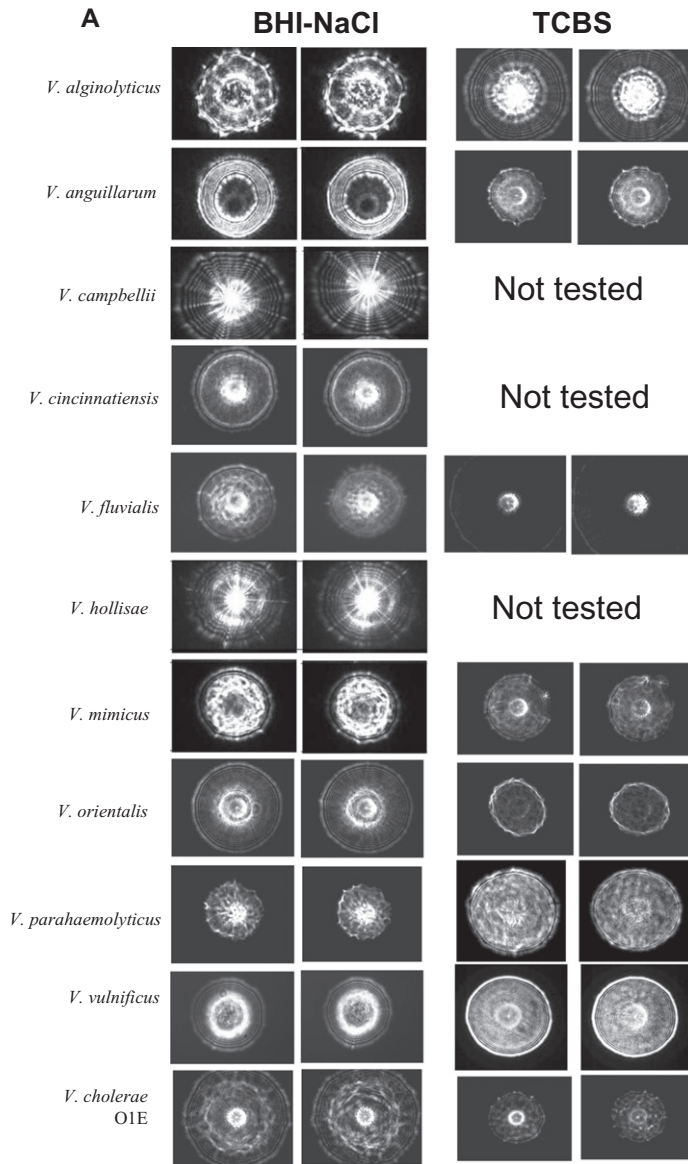 A
BHI-NaCl
TCBS
V. alginolyticus
V. anguillarum
V. campbellii
Not tested
V. cincinnatiensis
Not tested
V. fluvialis
V. hollisae
Not tested
V. mimicus
V. orientalis
V. parahaemolyticus
V. vulnificus
V. cholerae
O1E